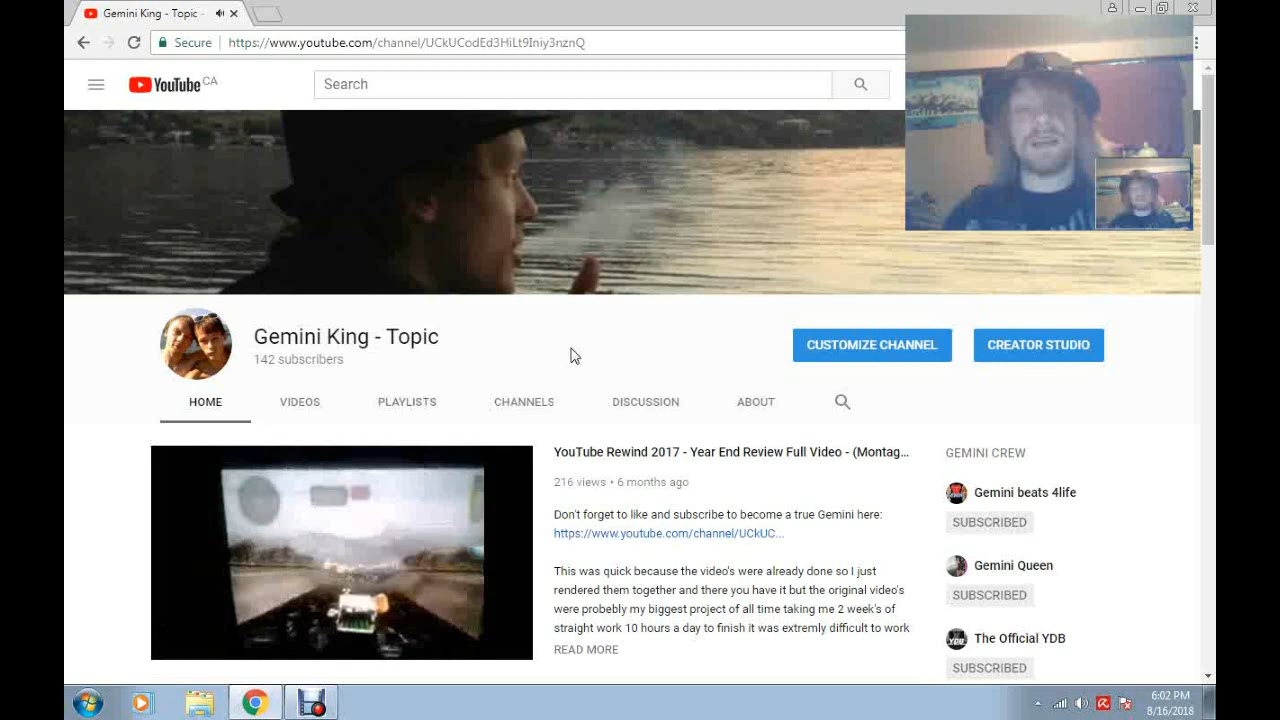 Gemini King - Topic -
Secure
https://www.youtube.com/channel/UCkUCodEd3HiLt9Iniy3nznQ
YouTube CA
Search
Gemini King - Topic
142 subscribers
CUSTOMIZE CHANNEL
CREATOR STUDIO
HOME
VIDEOS
PLAYLISTS
CHANNELS
DISCUSSION
ABOUT
YouTube Rewind 2017 - Year End Review Full Video - (Montag...
216 views • 6 months ago
Don't forget to like and subscribe to become a true Gemini here:
https://www.youtube.com/channel/UCkUC...
This was quick because the video's were already done so I just
rendered them together and there you have it but the original video's
were probebly my biggest project of all time taking me 2 week's of
straight work 10 hours a day to finish it was extremly difficult to work
READ MORE
GEMINI CREW
Gemini beats 4life
SUBSCRIBED
Gemini Queen
SUBSCRIBED
The Official YDB
SUBSCRIBED
6:02 PM
8/16/2018